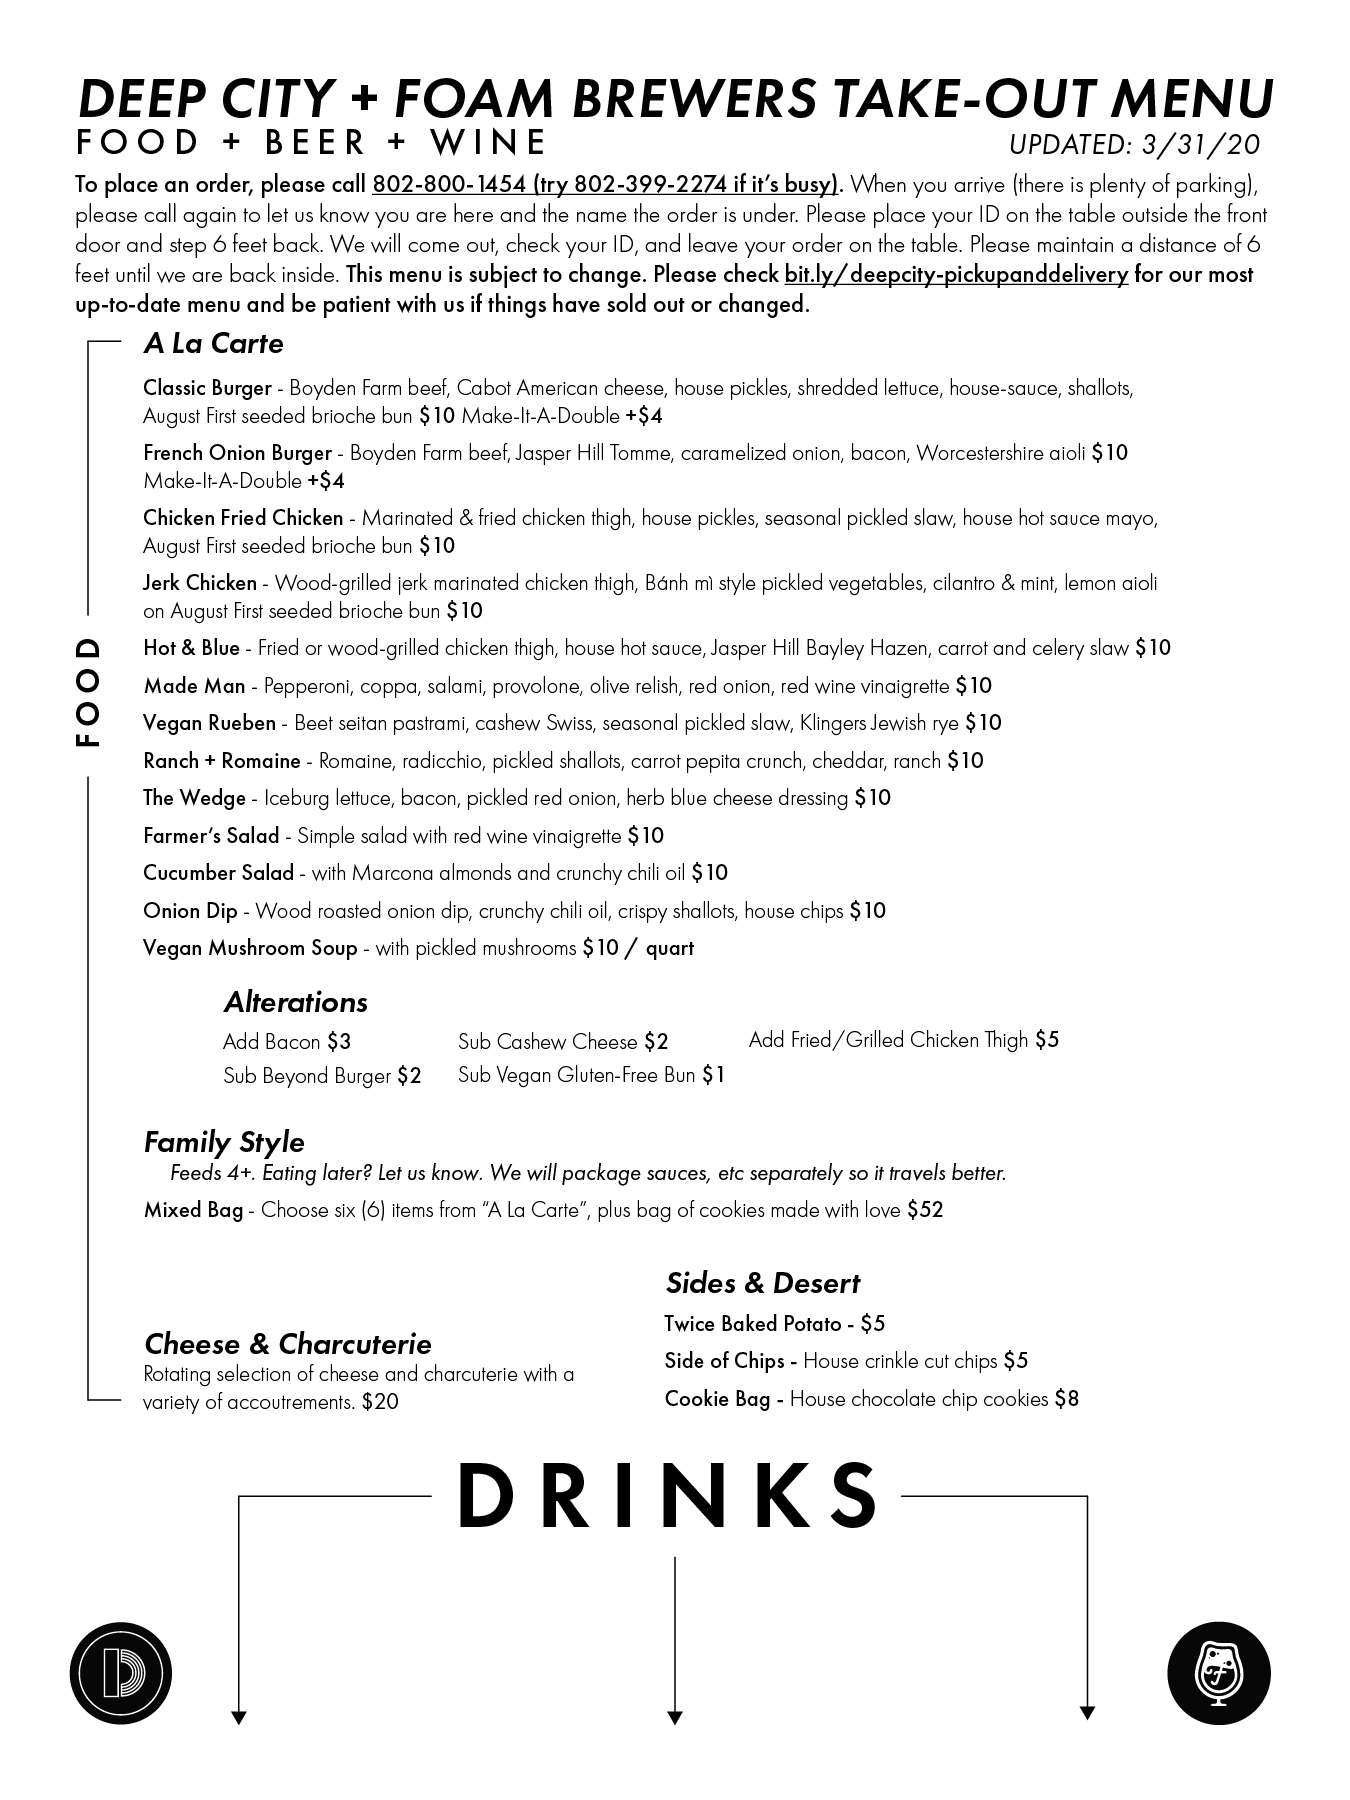 DEEP CITY + FOAM BREWERS TAKE-OUT MENU
FOOD + BEER + WINE
UPDATED: 3/31/20
To place an order, please call 802-800-1454 (try 802-399-2274 if it's busy). When you arrive (there is plenty of parking),
please call again to let us know you are here and the name the order is under. Please place your ID on the table outside the front
door and step 6 feet back. We will come out, check your ID, and leave your order on the table. Please maintain a distance of 6
feet until we are back inside. This menu is subject to change. Please check bit.ly/deepcity-pickupanddelivery for our most
up-to-date menu and be patient with us if things have sold out or changed.
FOOD
A La Carte
Classic Burger - Boyden Farm beef, Cabot American cheese, house pickles, shredded lettuce, house-sauce, shallots,
August First seeded brioche bun $10 Make-It-A-Double +$4
French Onion Burger - Boyden Farm beef, Jasper Hill Tomme, caramelized onion, bacon, Worcestershire aioli $10
Make-It-A-Double +$4
Chicken Fried Chicken - Marinated & fried chicken thigh, house pickles, seasonal pickled slaw, house hot sauce mayo,
August First seeded brioche bun $10
Jerk Chicken - Wood-grilled jerk marinated chicken thigh, Bánh mì style pickled vegetables, cilantro & mint, lemon aioli
on August First seeded brioche bun $10
Hot & Blue - Fried or wood-grilled chicken thigh, house hot sauce, Jasper Hill Bayley Hazen, carrot and celery slaw $10
Made Man - Pepperoni, coppa, salami, provolone, olive relish, red onion, red wine vinaigrette $10
Vegan Rueben - Beet seitan pastrami, cashew Swiss, seasonal pickled slaw, Klingers Jewish rye $10
Ranch + Romaine - Romaine, radicchio, pickled shallots, carrot pepita crunch, cheddar, ranch $10
The Wedge - Iceburg lettuce, bacon, pickled red onion, herb blue cheese dressing $10
Farmer's Salad - Simple salad with red wine vinaigrette $10
Cucumber Salad - with Marcona almonds and crunchy chili oil $10
Onion Dip - Wood roasted onion dip, crunchy chili oil, crispy shallots, house chips $10
Vegan Mushroom Soup - with pickled mushrooms $10 / quart
Alterations
Add Bacon $3
Sub Cashew Cheese $2
Add Fried/Grilled Chicken Thigh $5
Sub Beyond Burger $2
Sub Vegan Gluten-Free Bun $1
Family Style
Feeds 4+. Eating later? Let us know. We will package sauces, etc separately so it travels better.
Mixed Bag - Choose six (6) items from “A La Carte”, plus bag of cookies made with love $52
Cheese & Charcuterie
Rotating selection of cheese and charcuterie with a
variety of accoutrements. $20
Sides & Desert
Twice Baked Potato - $5
Side of Chips - House crinkle cut chips $5
Cookie Bag - House chocolate chip cookies $8
DRINKS
D
F